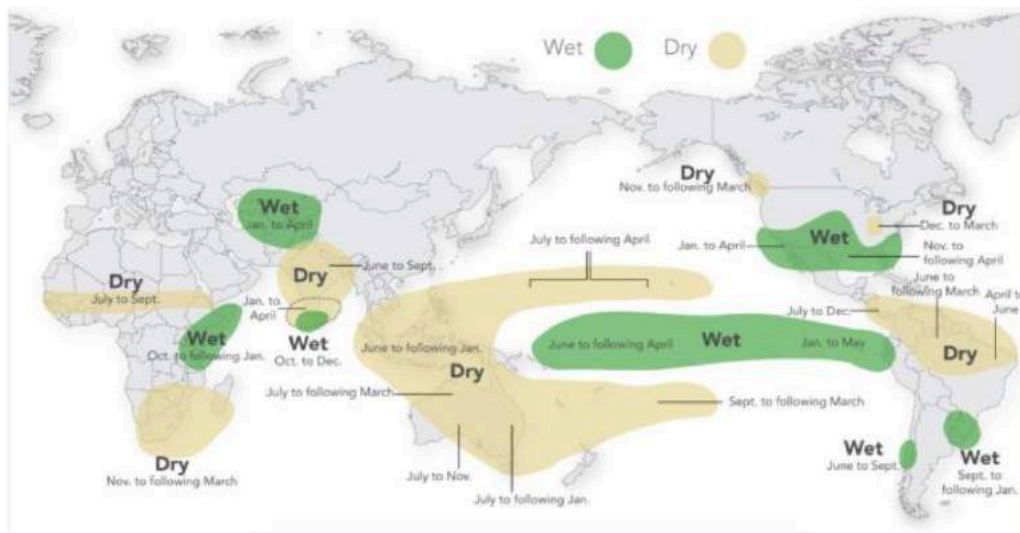 Wet
Dry
Dry
Nov. to following March
Dry
Dec. to March
Wet
Jan. to April
July to following April
Jan. to April
Wet
Nov. to
following April
Dry
June to Sept.
Dry
July to Sept.
Jan. to
April
June to
following March
April to
June
July to Dec.
Wet
Oct. to following Jan.
Wet
Oct. to Dec.
June to following Jan.
Dry
June to following April
Wet
Jan. to May
Dry
July to following March
Sept. to following March
Dry
Nov. to following March
July to Nov.
July to following Jan.
Wet
June to Sept.
Wet
Sept. to
following Jan.